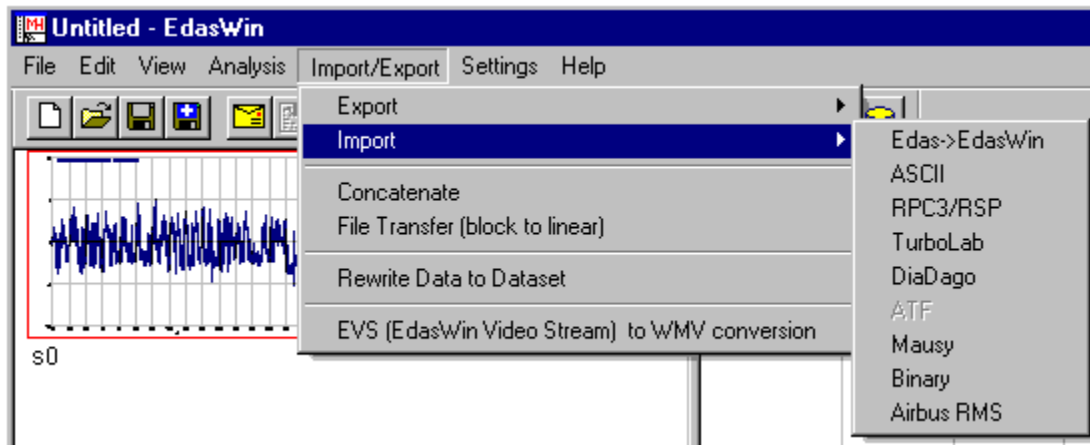 Untitled - EdasWin
File Edit View Analysis Import/Export Settings Help
Export
Import
Concatenate
File Transfer (block to linear)
Rewrite Data to Dataset
EVS (EdasWin Video Stream) to WMV conversion
Edas->EdasWin
ASCII
RPC3/RSP
TurboLab
DiaDago
ATF
Mausy
Binary
Airbus RMS
s0